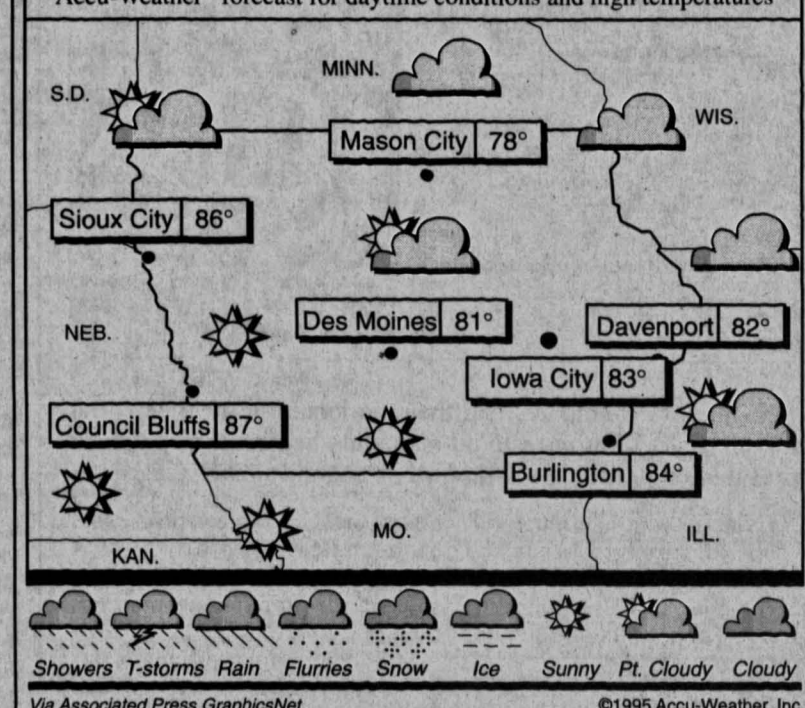 Accu-Weather® forecast for daytime conditions and high temperatures
MINN.
S.D.
WIS.
Mason City 78°
Sioux City 86°
NEB.
Des Moines 81°
Davenport 82°
Iowa City 83°
Council Bluffs 87°
Burlington 84°
MO.
ILL.
KAN.
Showers T-storms Rain Flurries Snow Ice Sunny Pt. Cloudy Cloudy
Via Associated Press GraphicsNet
©1995 Accu-Weather, Inc.